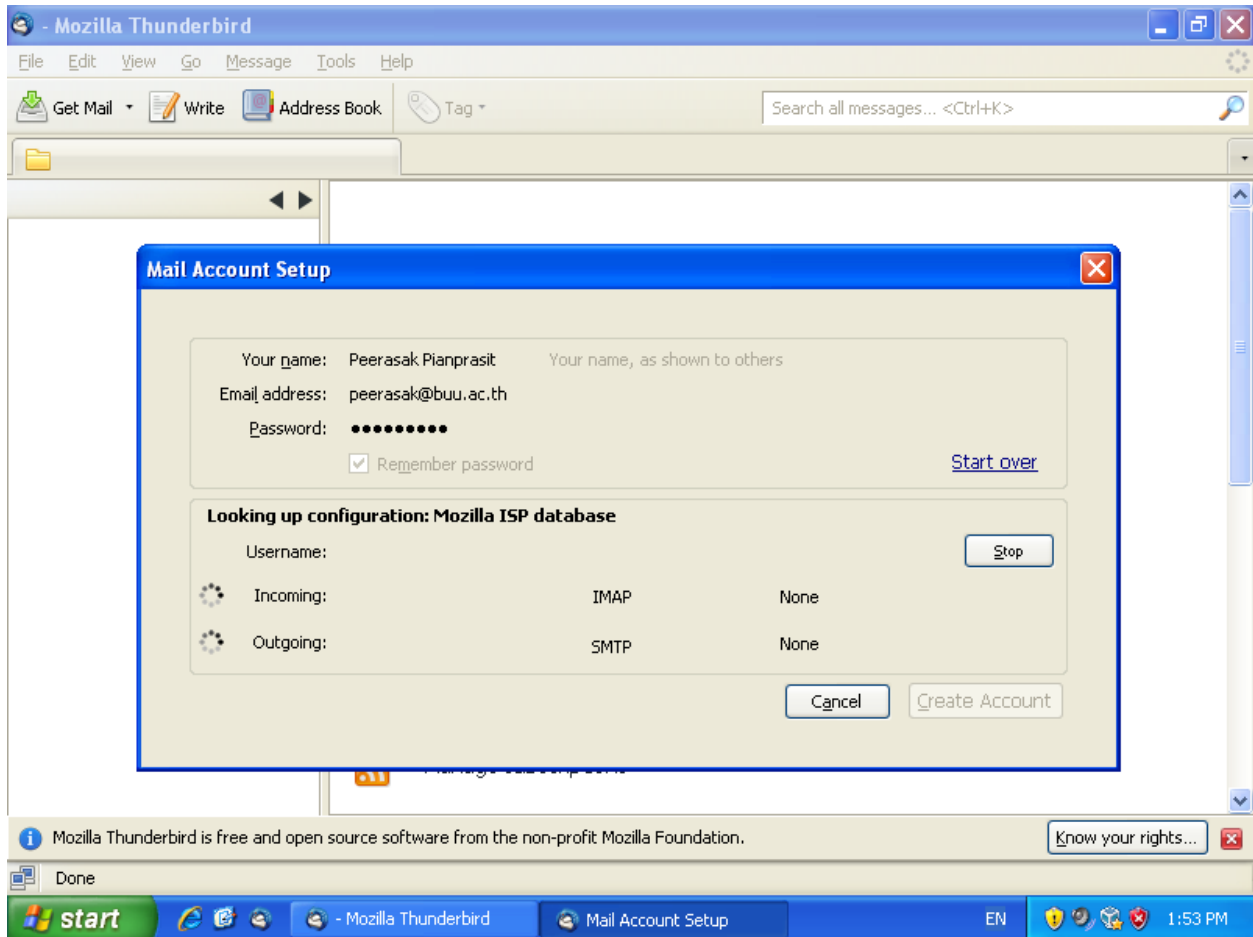 - Mozilla Thunderbird
File Edit View Go Message Tools Help
Get Mail Write Address Book Tag Search all messages... <Ctrl+K>
Mail Account Setup
Your name: Peerasak Pianprasit Your name, as shown to others
Email address: peerasak@buu.ac.th
Password: •••••••••
Remember password Start over
Looking up configuration: Mozilla ISP database
Username: Stop
Incoming: IMAP None
Outgoing: SMTP None
Cancel Create Account
Mozilla Thunderbird is free and open source software from the non-profit Mozilla Foundation. Know your rights...
Done
start - Mozilla Thunderbird Mail Account Setup EN 1:53 PM